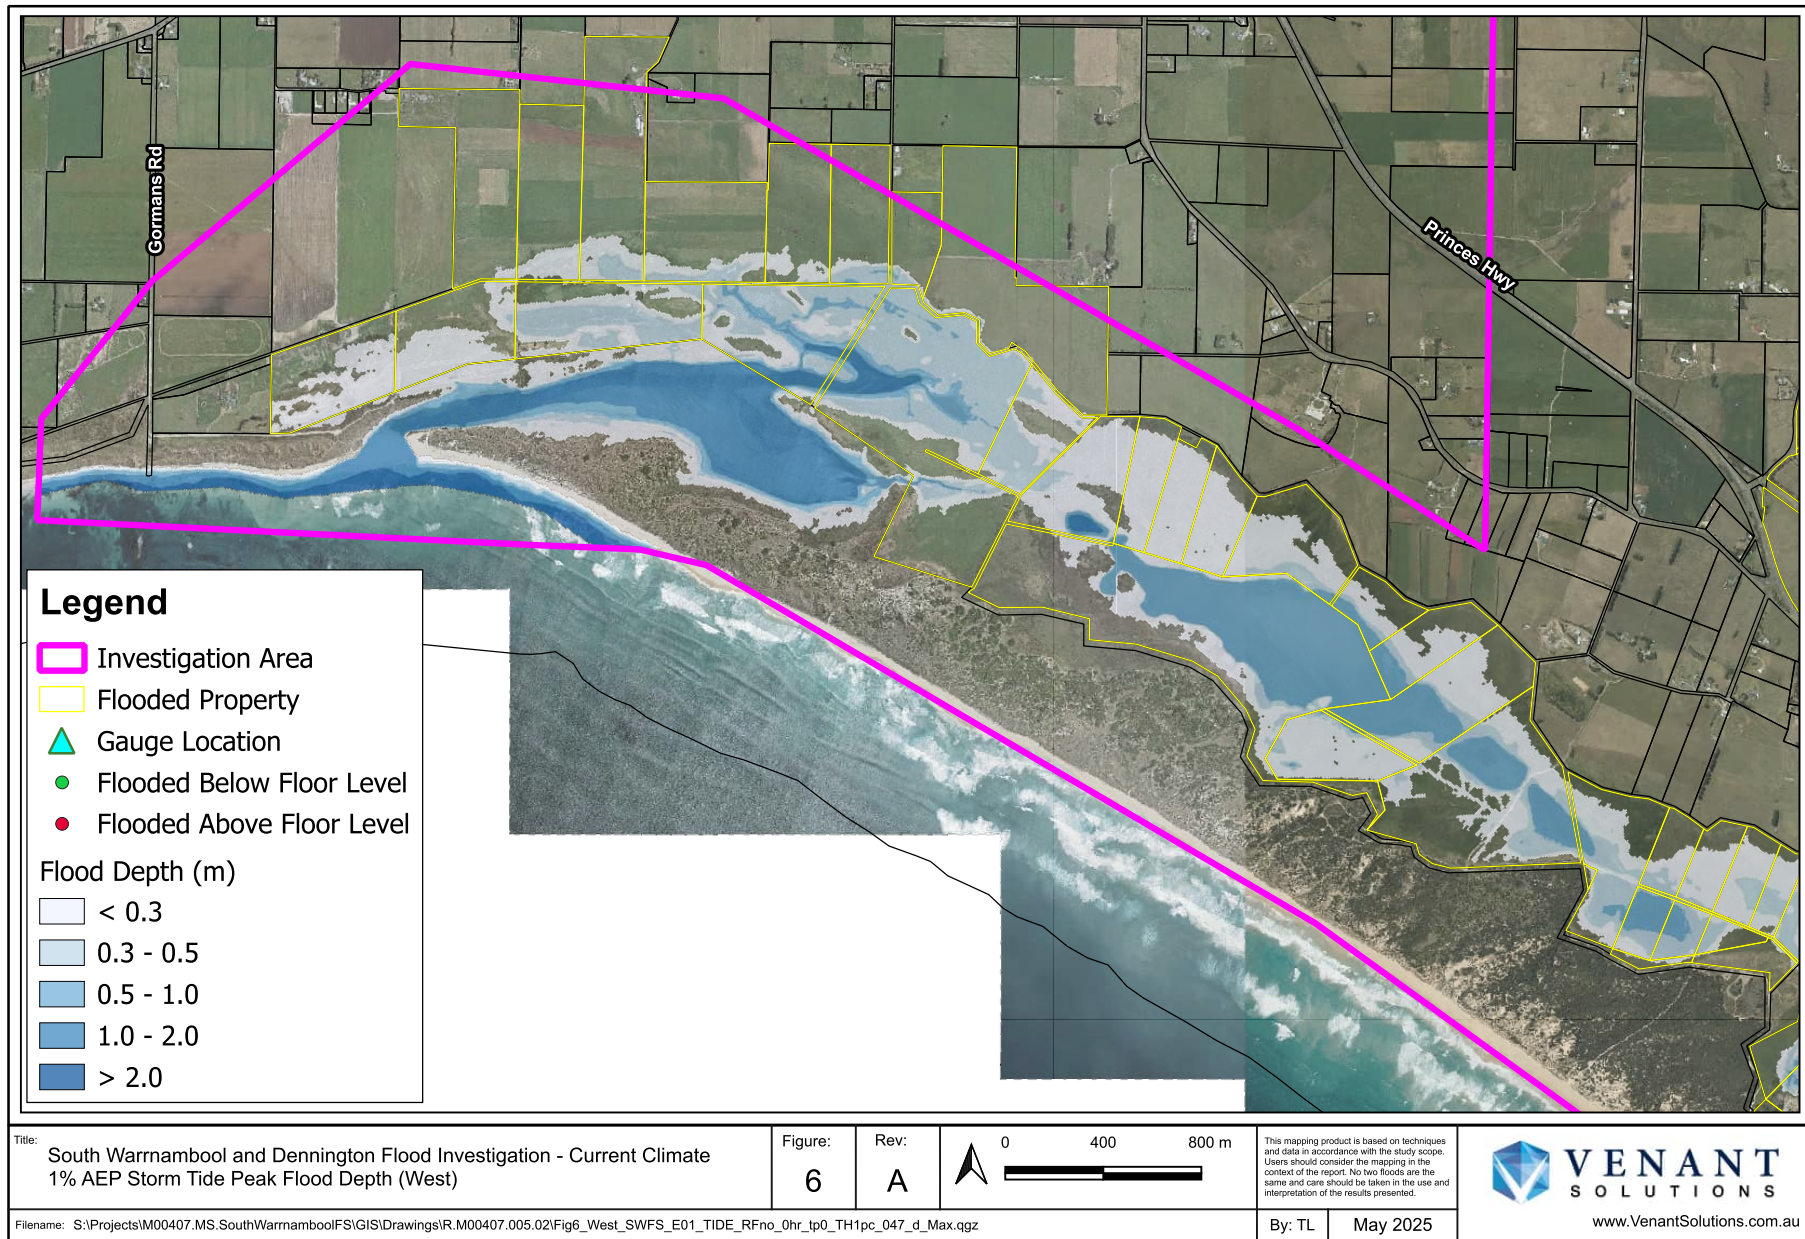 Gormans Rd
Princes Hwy
Legend
Investigation Area
Flooded Property
Gauge Location
Flooded Below Floor Level
Flooded Above Floor Level
Flood Depth (m)
< 0.3
0.3 - 0.5
0.5 - 1.0
1.0 - 2.0
> 2.0
Title:
South Warrnambool and Dennington Flood Investigation - Current Climate
1% AEP Storm Tide Peak Flood Depth (West)
Figure:
6
Rev:
A
0 400 800 m
This mapping product is based on techniques
and data in accordance with the study scope.
Users should consider the mapping in the
context of the report. No two floods are the
same and care should be taken in the use and
interpretation of the results presented.
VENANT
SOLUTIONS
www.VenantSolutions.com.au
Filename: S:\Projects\M00407.MS.SouthWarrnamboolFS\GIS\Drawings\R.M00407.005.02\Fig6_West_SWFS_E01_TIDE_RFno_0hr_tp0_TH1pc_047_d_Max.qgz
By: TL
May 2025